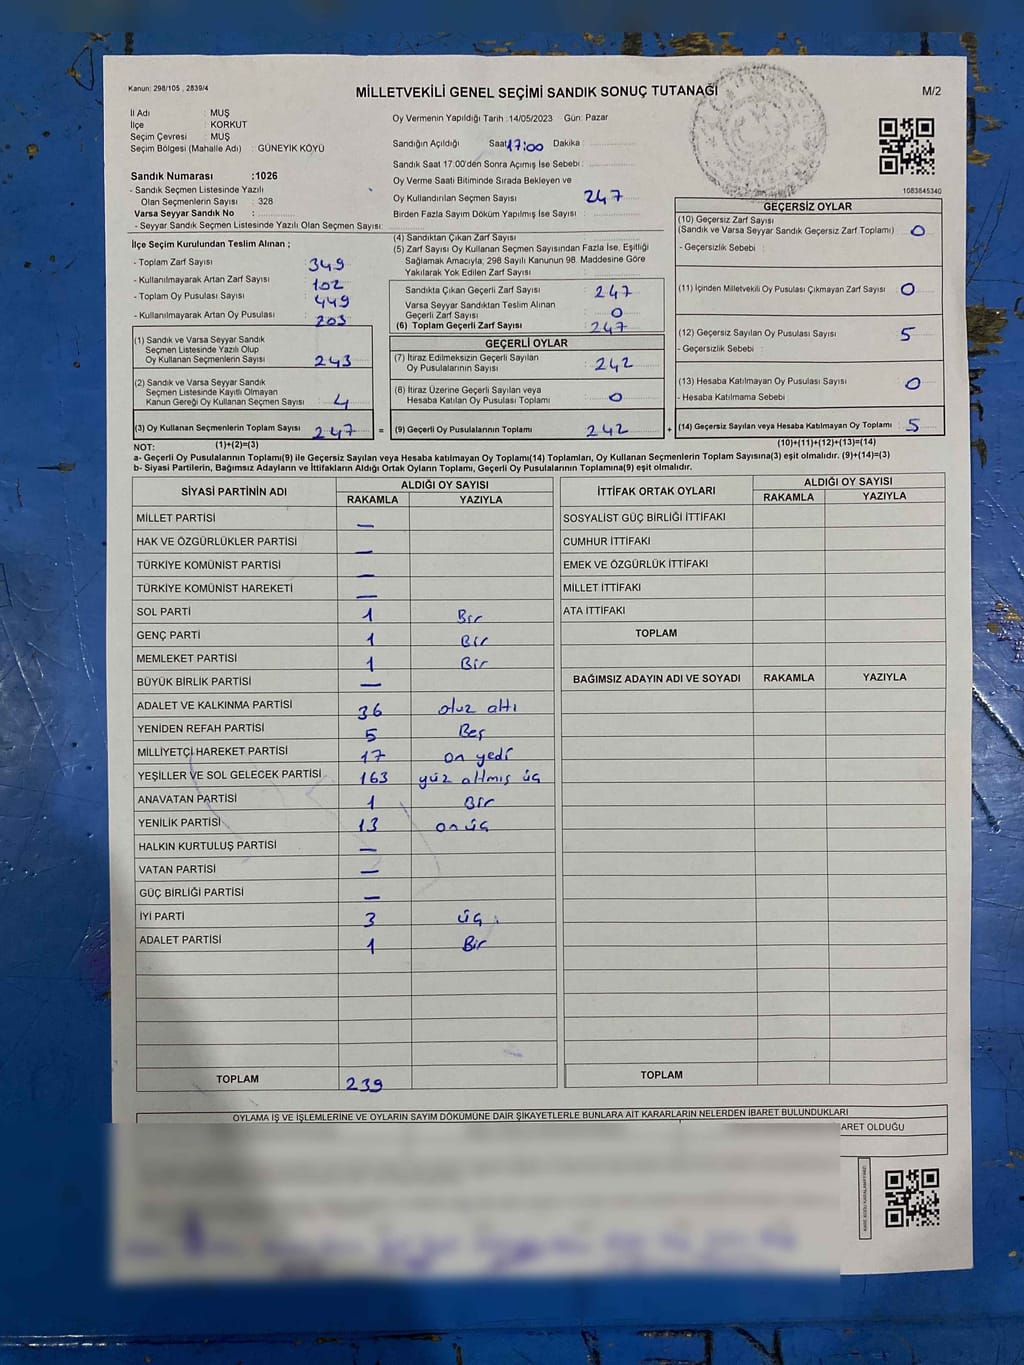 Kanun: 298/105 , 2839/4
MİLLETVEKİLİ GENEL SEÇİMİ SANDIK SONUÇ TUTANAĞI
M/2
İl Adı : MUŞ
İlçe : KORKUT
Seçim Çevresi : MUŞ
Seçim Bölgesi (Mahalle Adı) : GÜNEYİK KÖYÜ
Sandık Numarası :1026
- Sandık Seçmen Listesinde Yazılı
Olan Seçmenlerin Sayısı : 328
Varsa Seyyar Sandık No :
- Seyyar Sandık Seçmen Listesinde Yazılı Olan Seçmen Sayısı:
Oy Vermenin Yapıldığı Tarih :14/05/2023 Gün: Pazar
Sandığın Açıldığı Saat 17:00 Dakika :
Sandık Saat 17:00'den Sonra Açımış İse Sebebi :
Oy Verme Saati Bitiminde Sırada Bekleyen ve
Oy Kullandırılan Seçmen Sayısı : 247
Birden Fazla Sayım Döküm Yapılmış İse Sayısı :
1083845340
İlçe Seçim Kurulundan Teslim Alınan ;
- Toplam Zarf Sayısı : 349
- Kullanılmayarak Artan Zarf Sayısı : 102
- Toplam Oy Pusulası Sayısı : 449
- Kullanılmayarak Artan Oy Pusulası : 203
(1) Sandık ve Varsa Seyyar Sandık
Seçmen Listesinde Yazılı Olup
Oy Kullanan Seçmenlerin Sayısı : 243
(2) Sandık ve Varsa Seyyar Sandık
Seçmen Listesinde Kayıtlı Olmayan
Kanun Gereği Oy Kullanan Seçmen Sayısı : 4
(3) Oy Kullanan Seçmenlerin Toplam Sayısı : 247
(4) Sandıktan Çıkan Zarf Sayısı :
(5) Zarf Sayısı Oy Kullanan Seçmen Sayısından Fazla İse, Eşitliği
Sağlamak Amacıyla, 298 Sayılı Kanunun 98. Maddesine Göre
Yakılarak Yok Edilen Zarf Sayısı :
Sandıkta Çıkan Geçerli Zarf Sayısı : 247
Varsa Seyyar Sandıktan Teslim Alınan
Geçerli Zarf Sayısı : 0
(6) Toplam Geçerli Zarf Sayısı : 247
GEÇERLİ OYLAR
(7) İtiraz Edilmeksizin Geçerli Sayılan
Oy Pusulalarının Sayısı : 242
(8) İtiraz Üzerine Geçerli Sayılan veya
Hesaba Katılan Oy Pusulası Toplamı : 0
= (9) Geçerli Oy Pusulalarının Toplamı : 242
GEÇERSİZ OYLAR
(10) Geçersiz Zarf Sayısı
(Sandık ve Varsa Seyyar Sandık Geçersiz Zarf Toplamı) : 0
- Geçersizlik Sebebi :
(11) İçinden Milletvekili Oy Pusulası Çıkmayan Zarf Sayısı : 0
(12) Geçersiz Sayılan Oy Pusulası Sayısı : 5
- Geçersizlik Sebebi :
(13) Hesaba Katılmayan Oy Pusulası Sayısı : 0
- Hesaba Katılmama Sebebi :
+ (14) Geçersiz Sayılan veya Hesaba Katılmayan Oy Toplamı : 5
NOT: (1)+(2)=(3)
(10)+(11)+(12)+(13)=(14)
a- Geçerli Oy Pusulalarının Toplamı(9) ile Geçersiz Sayılan veya Hesaba katılmayan Oy Toplamı(14) Toplamları, Oy Kullanan Seçmenlerin Toplam Sayısına(3) eşit olmalıdır. (9)+(14)=(3)
b- Siyasi Partilerin, Bağımsız Adayların ve İttifakların Aldığı Ortak Oyların Toplamı, Geçerli Oy Pusulalarının Toplamına(9) eşit olmalıdır.
SİYASİ PARTİNİN ADI ALDIĞI OY SAYISI
RAKAMLA YAZIYLA
MİLLET PARTİSİ —
HAK VE ÖZGÜRLÜKLER PARTİSİ —
TÜRKİYE KOMÜNİST PARTİSİ —
TÜRKİYE KOMÜNİST HAREKETİ —
SOL PARTİ 1 Bir
GENÇ PARTİ 1 Bir
MEMLEKET PARTİSİ 1 Bir
BÜYÜK BİRLİK PARTİSİ —
ADALET VE KALKINMA PARTİSİ 36 otuz altı
YENİDEN REFAH PARTİSİ 5 Beş
MİLLİYETÇİ HAREKET PARTİSİ 17 on yedi
YEŞİLLER VE SOL GELECEK PARTİSİ 163 yüz altmış üç
ANAVATAN PARTİSİ 1 Bir
YENİLİK PARTİSİ 13 on üç
HALKIN KURTULUŞ PARTİSİ —
VATAN PARTİSİ —
GÜÇ BİRLİĞİ PARTİSİ —
İYİ PARTİ 3 üç
ADALET PARTİSİ 1 Bir
TOPLAM 239
İTTİFAK ORTAK OYLARI ALDIĞI OY SAYISI
RAKAMLA YAZIYLA
SOSYALİST GÜÇ BİRLİĞİ İTTİFAKI
CUMHUR İTTİFAKI
EMEK VE ÖZGÜRLÜK İTTİFAKI
MİLLET İTTİFAKI
ATA İTTİFAKI
TOPLAM
BAĞIMSIZ ADAYIN ADI VE SOYADI RAKAMLA YAZIYLA
TOPLAM
OYLAMA İŞ VE İŞLEMLERİNE VE OYLARIN SAYIM DÖKÜMÜNE DAİR ŞİKAYETLERLE BUNLARA AİT KARARLARIN NELERDEN İBARET BULUNDUKLARI
ARET OLDUĞU